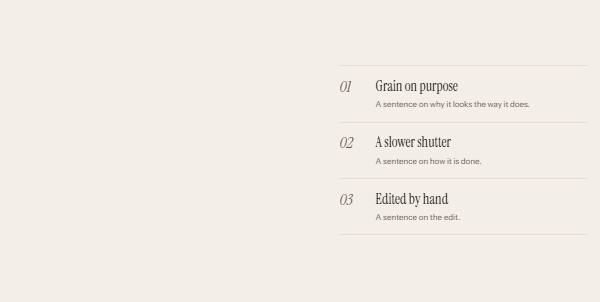 01
Grain on purpose
A sentence on why it looks the way it does.
02
A slower shutter
A sentence on how it is done.
03
Edited by hand
A sentence on the edit.